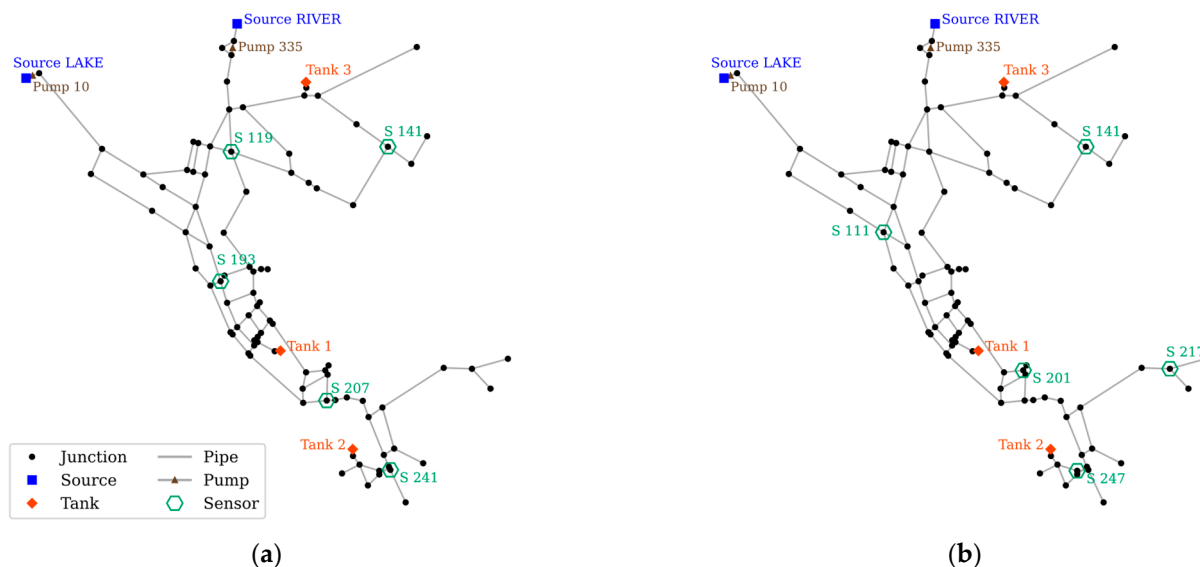 Source RIVER
Pump 335
Source LAKE
Pump 10
Tank 3
S 119
S 141
S 193
Tank 1
S 207
Tank 2
S 241
Junction
Pipe
Source
Pump
Tank
Sensor
(a)
Source RIVER
Pump 335
Source LAKE
Pump 10
Tank 3
S 141
S 111
Tank 1
S 217
S 201
Tank 2
S 247
(b)